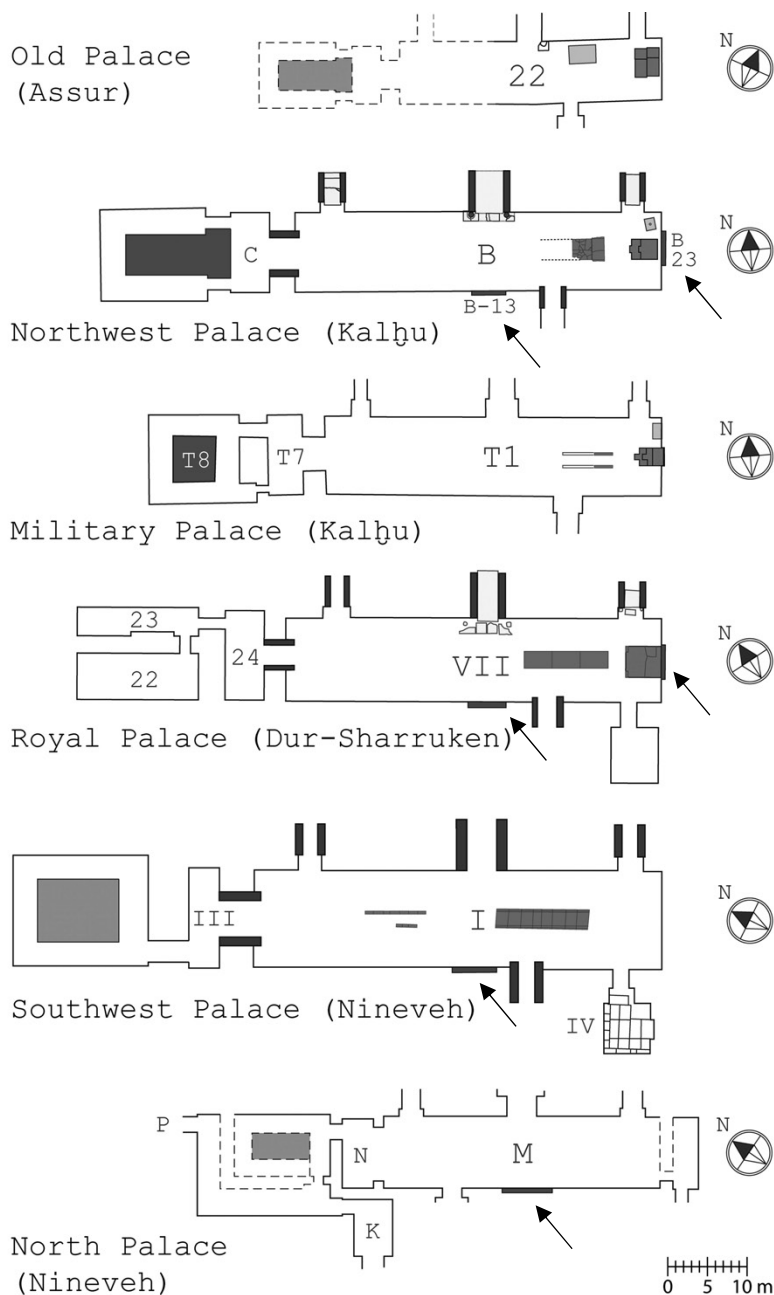 Old Palace
(Assur)
22
N
C
B
B
23
N
B-13
Northwest Palace (Kalḫu)
T8
T7
T1
N
Military Palace (Kalḫu)
23
22
24
VII
N
Royal Palace (Dur-Sharruken)
III
I
N
Southwest Palace (Nineveh)
IV
P
N
M
N
K
North Palace
(Nineveh)
0 5 10 m